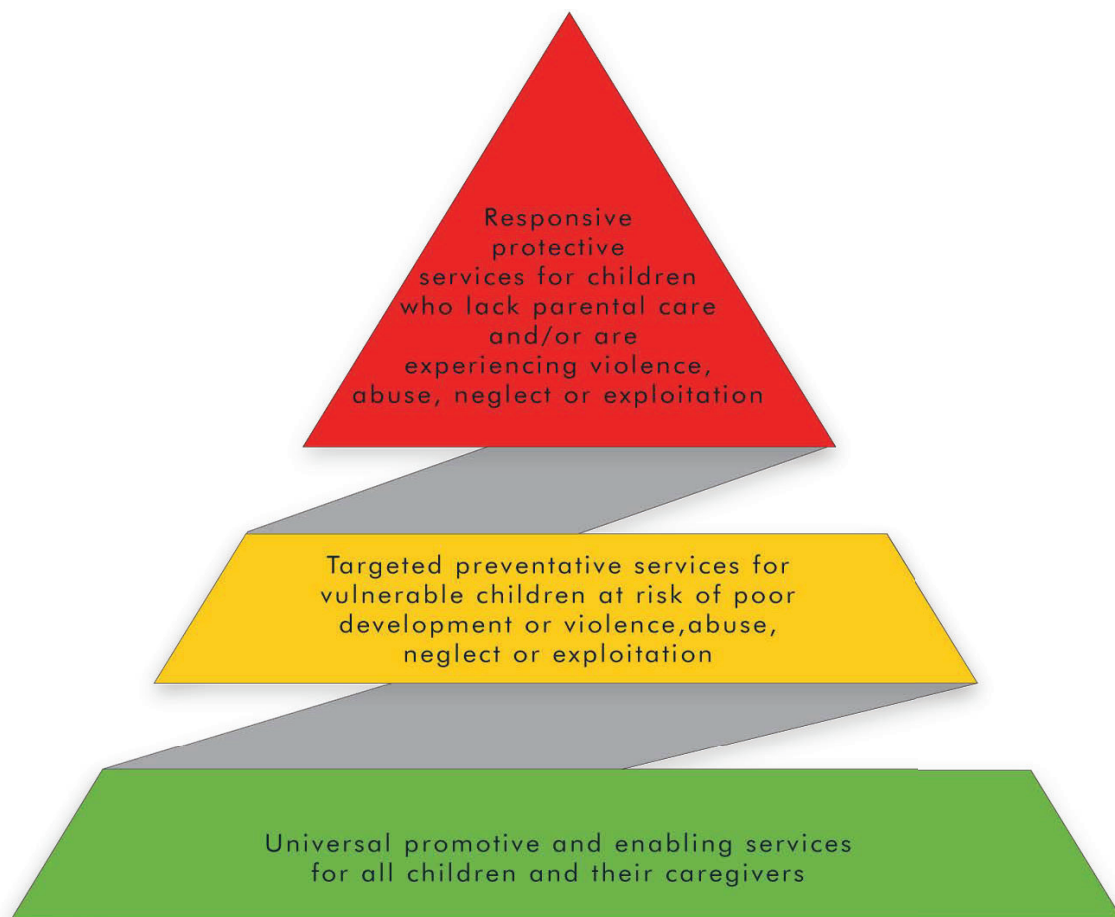 Responsive
protective
services for children
who lack parental care
and/or are
experiencing violence,
abuse, neglect or exploitation
Targeted preventative services for
vulnerable children at risk of poor
development or violence,abuse,
neglect or exploitation
Universal promotive and enabling services
for all children and their caregivers